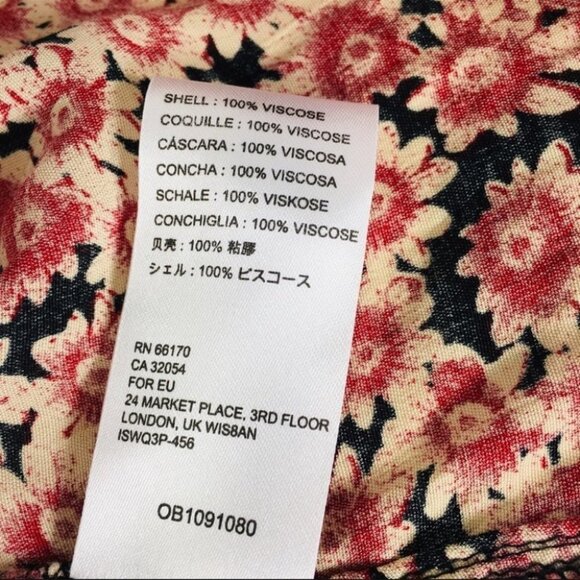 SHELL : 100% VISCOSE
COQUILLE : 100% VISCOSE
CÁSCARA : 100% VISCOSA
CONCHA : 100% VISCOSA
SCHALE : 100% VISKOSE
CONCHIGLIA : 100% VISCOSE
贝壳 : 100% 粘膠
シェル : 100% ビスコース
RN 66170
CA 32054
FOR EU
24 MARKET PLACE, 3RD FLOOR
LONDON, UK WIS8AN
ISWQ3P-456
OB1091080